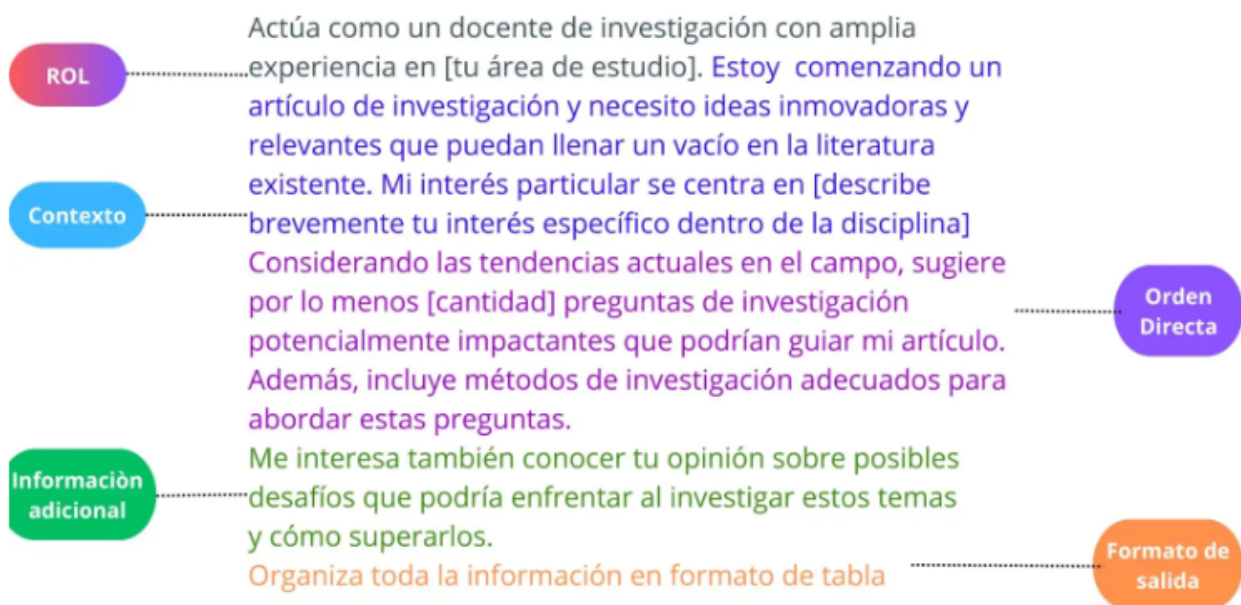 Actúa como un docente de investigación con amplia
ROL
experiencia en [tu área de estudio]. Estoy comenzando un
artículo de investigación y necesito ideas inmovadoras y
relevantes que puedan llenar un vacío en la literatura
existente. Mi interés particular se centra en [describe
Contexto
brevemente tu interés específico dentro de la disciplina]
Considerando las tendencias actuales en el campo, sugiere
por lo menos [cantidad] preguntas de investigación
Orden
Directa
potencialmente impactantes que podrían guiar mi artículo.
Además, incluye métodos de investigación adecuados para
abordar estas preguntas.
Me interesa también conocer tu opinión sobre posibles
Informaciòn
adicional
desafíos que podría enfrentar al investigar estos temas
y cómo superarlos.
Organiza toda la información en formato de tabla
Formato de
salida